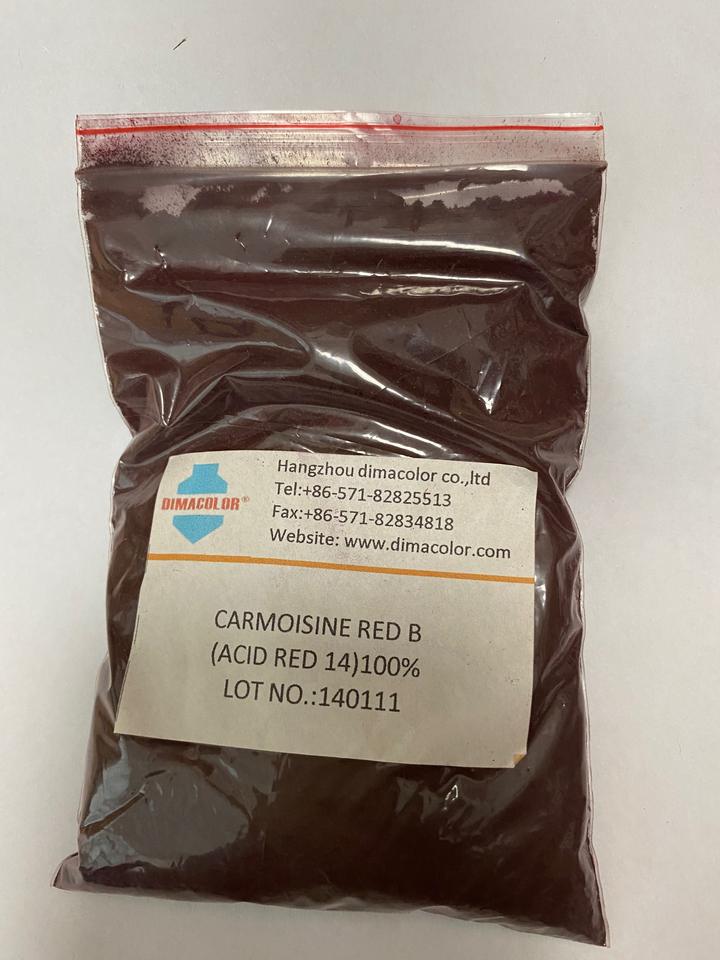 DIMACOLOR®
Hangzhou dimacolor co.,ltd
Tel:+86-571-82825513
Fax:+86-571-82834818
Website: www.dimacolor.com
CARMOISINE RED B
(ACID RED 14)100%
LOT NO.:140111